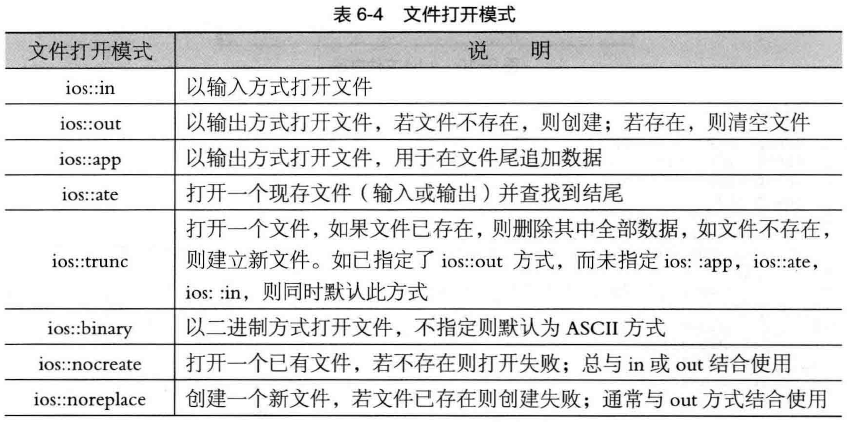 表 6-4 文件打开模式
文件打开模式 说 明
ios::in 以输入方式打开文件
ios::out 以输出方式打开文件，若文件不存在，则创建；若存在，则清空文件
ios::app 以输出方式打开文件，用于在文件尾追加数据
ios::ate 打开一个现存文件（输入或输出）并查找到结尾
打开一个文件，如果文件已存在，则删除其中全部数据，如文件不存在，
ios::trunc 则建立新文件。如已指定了 ios::out 方式，而未指定 ios: :app，ios::ate，
ios: :in，则同时默认此方式
ios::binary 以二进制方式打开文件，不指定则默认为 ASCII 方式
ios::nocreate 打开一个已有文件，若不存在则打开失败；总与 in 或 out 结合使用
ios::noreplace 创建一个新文件，若文件已存在则创建失败；通常与 out 方式结合使用